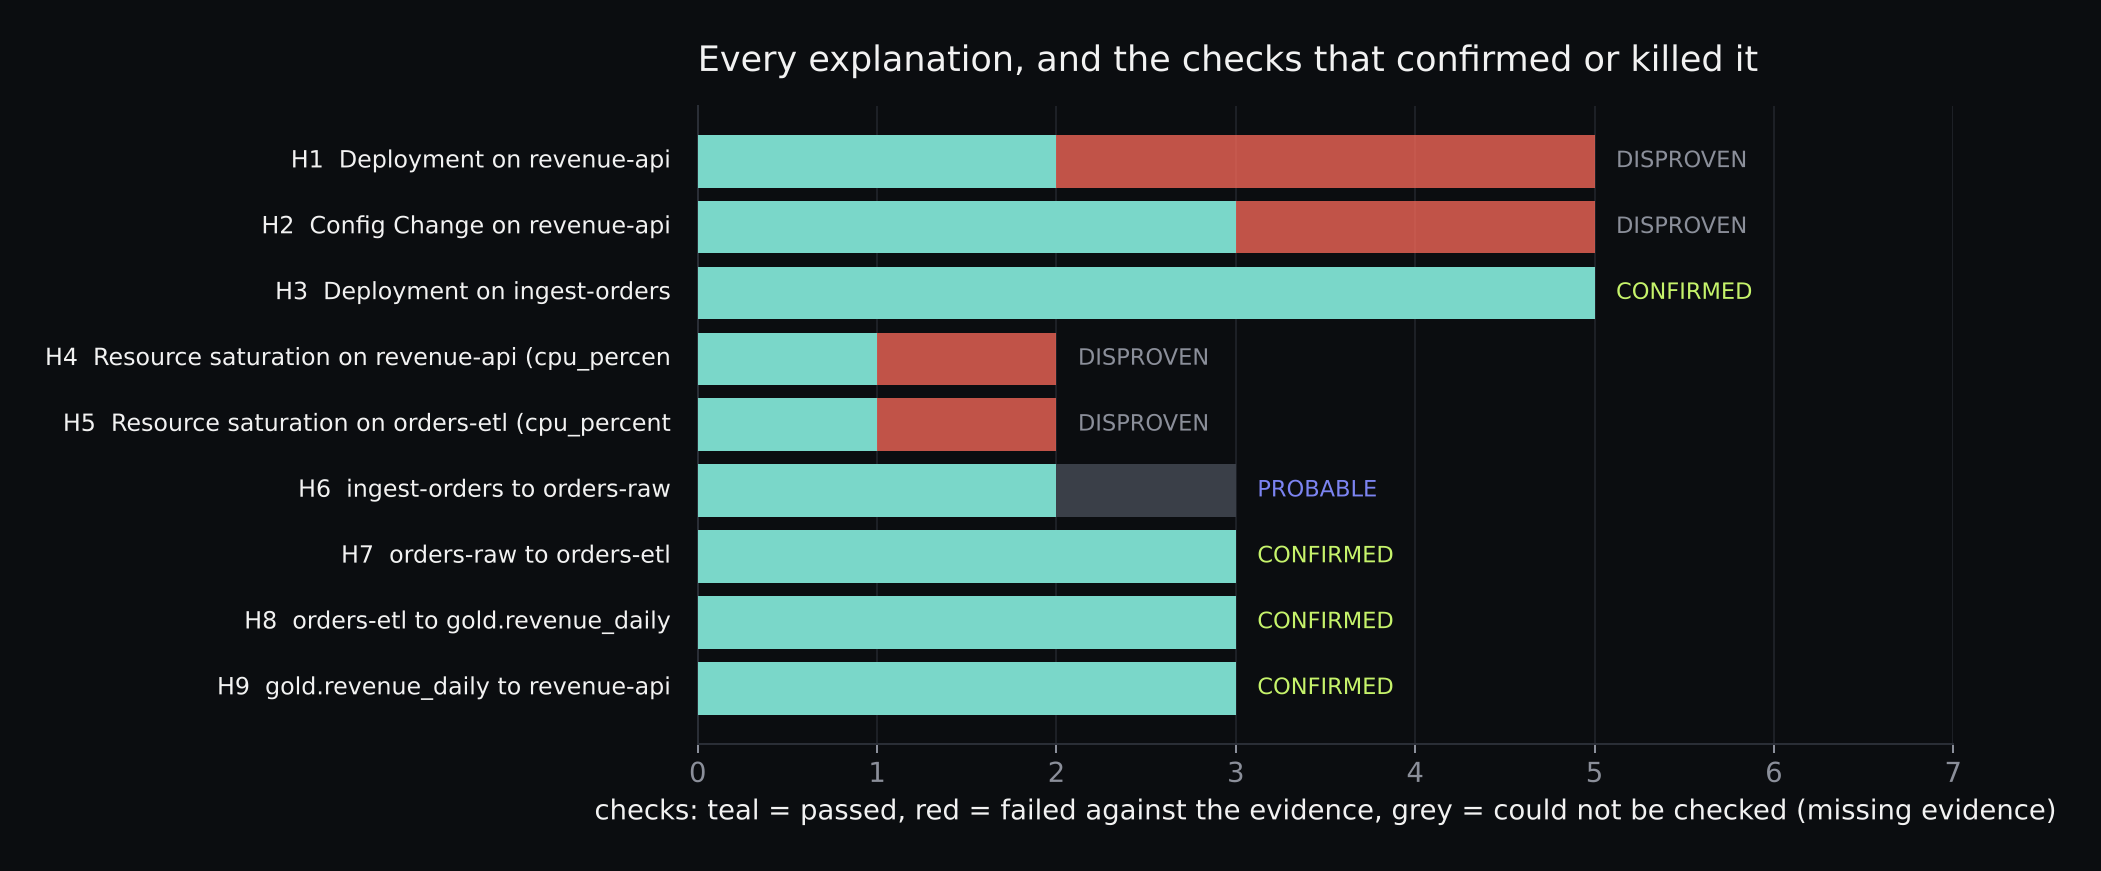 Every explanation, and the checks that confirmed or killed it
H1 Deployment on revenue-api DISPROVEN
H2 Config Change on revenue-api DISPROVEN
H3 Deployment on ingest-orders CONFIRMED
H4 Resource saturation on revenue-api (cpu_percen DISPROVEN
H5 Resource saturation on orders-etl (cpu_percent DISPROVEN
H6 ingest-orders to orders-raw PROBABLE
H7 orders-raw to orders-etl CONFIRMED
H8 orders-etl to gold.revenue_daily CONFIRMED
H9 gold.revenue_daily to revenue-api CONFIRMED
0 1 2 3 4 5 6 7
checks: teal = passed, red = failed against the evidence, grey = could not be checked (missing evidence)